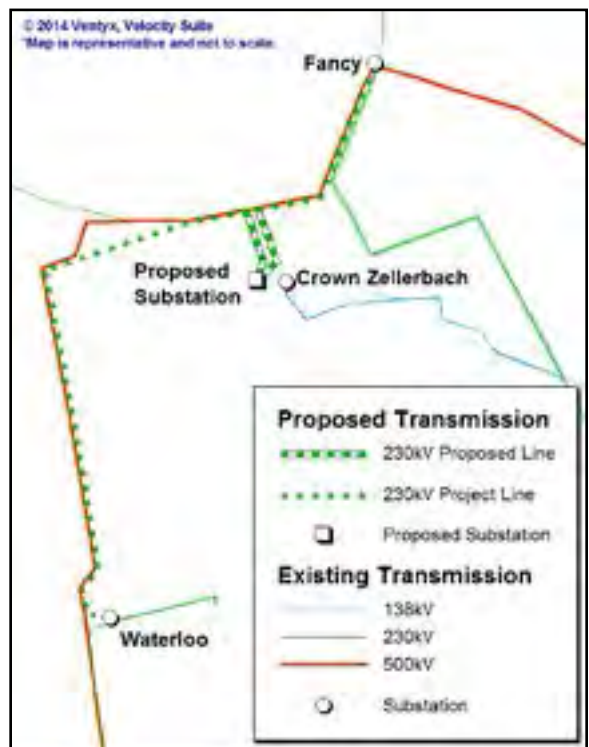 © 2014 Ventyx, Velocity Suite
*Map is representative and not to scale.
Fancy
Proposed
Substation
Crown Zellerbach
Waterloo
Proposed Transmission
230kV Proposed Line
230kV Project Line
Proposed Substation
Existing Transmission
138kV
230kV
500kV
Substation